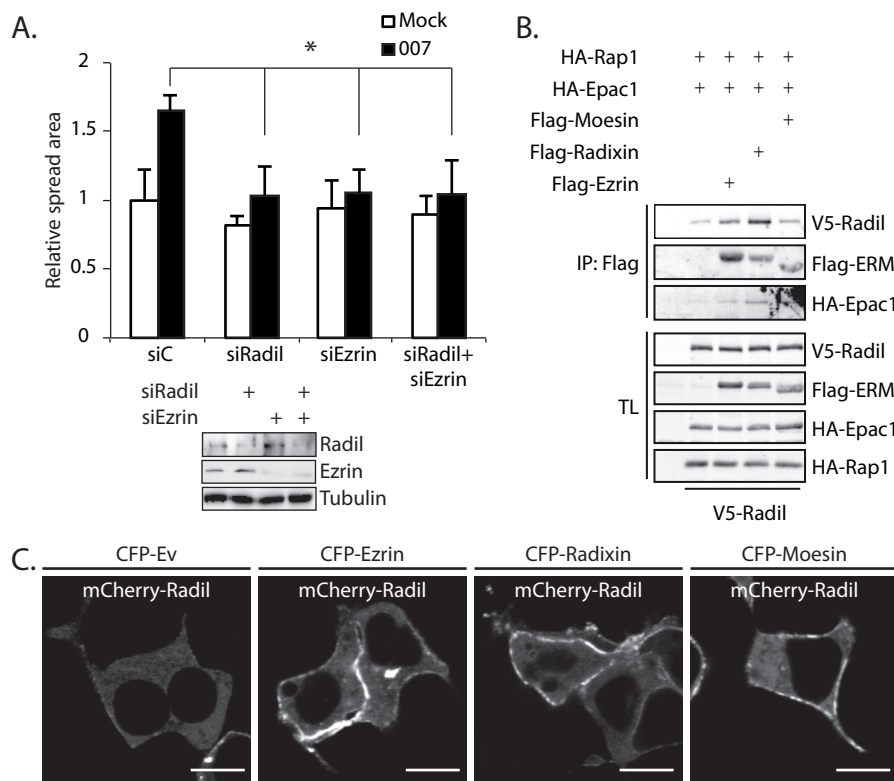 A.
Mock
007
*
2
1.5
1
0.5
0
Relative spread area
siC
siRadil
siEzrin
siRadil+
siEzrin
siRadil + +
siEzrin + +
Radil
Ezrin
Tubulin
B.
HA-Rap1 + + + +
HA-Epac1 + + + +
Flag-Moesin +
Flag-Radixin +
Flag-Ezrin +
IP: Flag
V5-Radil
Flag-ERM
HA-Epac1
TL
V5-Radil
Flag-ERM
HA-Epac1
HA-Rap1
V5-Radil
C.
CFP-Ev
CFP-Ezrin
CFP-Radixin
CFP-Moesin
mCherry-Radil
mCherry-Radil
mCherry-Radil
mCherry-Radil